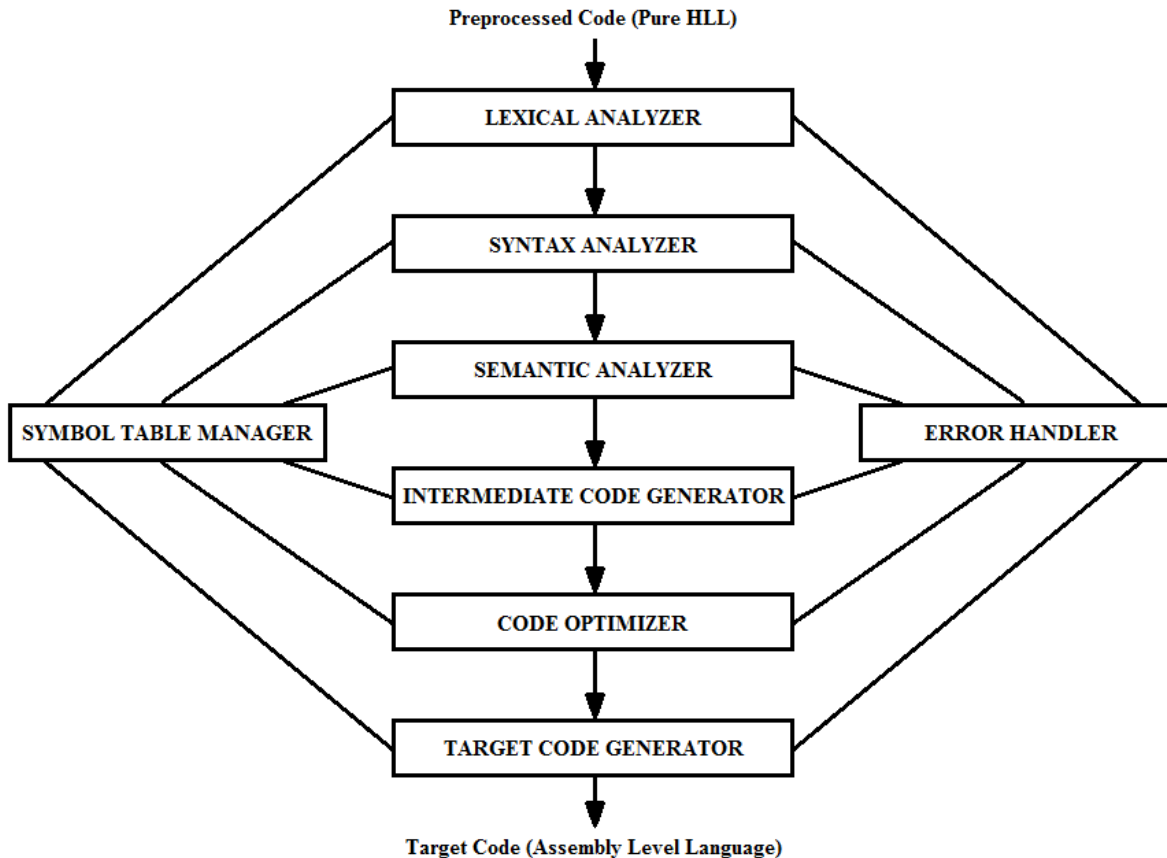 Preprocessed Code (Pure HLL)
LEXICAL ANALYZER
SYNTAX ANALYZER
SEMANTIC ANALYZER
SYMBOL TABLE MANAGER
ERROR HANDLER
INTERMEDIATE CODE GENERATOR
CODE OPTIMIZER
TARGET CODE GENERATOR
Target Code (Assembly Level Language)